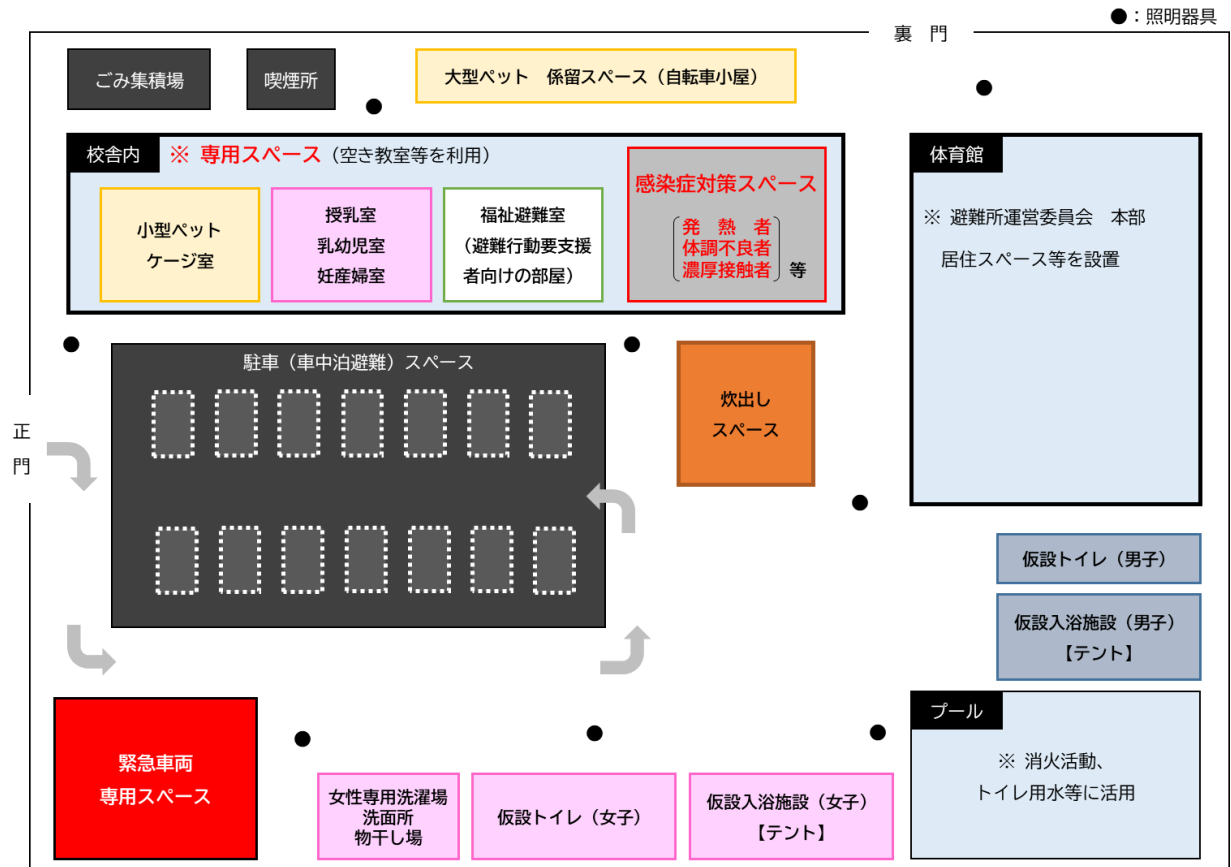 ●：照明器具
裏 門
ごみ集積場
喫煙所
大型ペット 係留スペース（自転車小屋）
校舎内
※ 専用スペース（空き教室等を利用）
小型ペット
ケージ室
授乳室
乳幼児室
妊産婦室
福祉避難室
（避難行動要支援
者向けの部屋）
感染症対策スペース
発 熱 者
体調不良者
濃厚接触者
等
体育館
※ 避難所運営委員会 本部
居住スペース等を設置
正
門
駐車（車中泊避難）スペース
炊出し
スペース
仮設トイレ（男子）
仮設入浴施設（男子）
【テント】
緊急車両
専用スペース
女性専用洗濯場
洗面所
物干し場
仮設トイレ（女子）
仮設入浴施設（女子）
【テント】
プール
※ 消火活動、
トイレ用水等に活用